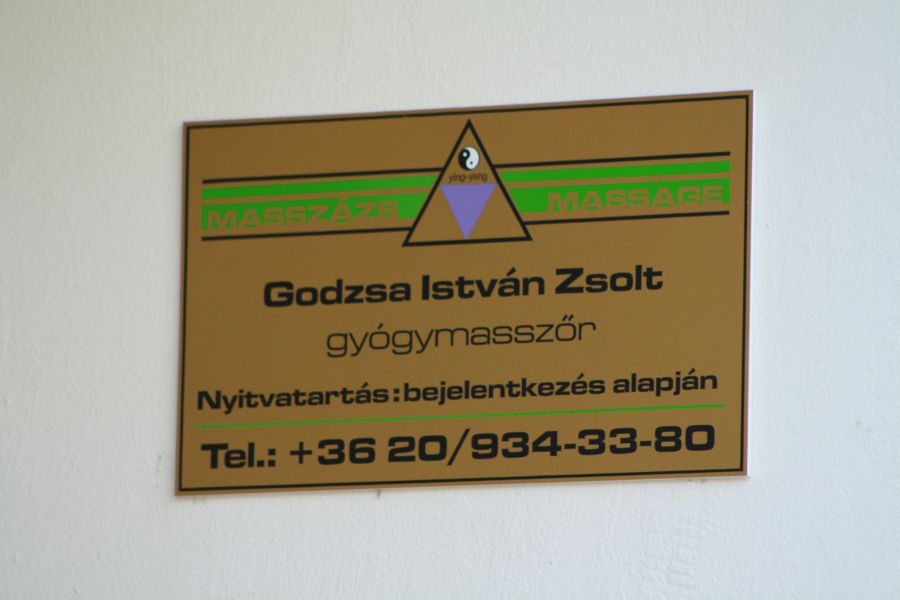 ying-yang
MASSZÁZS MASSAGE
Godzsa István Zsolt
gyógymasszőr
Nyitvatartás: bejelentkezés alapján
Tel.: +36 20/934-33-80